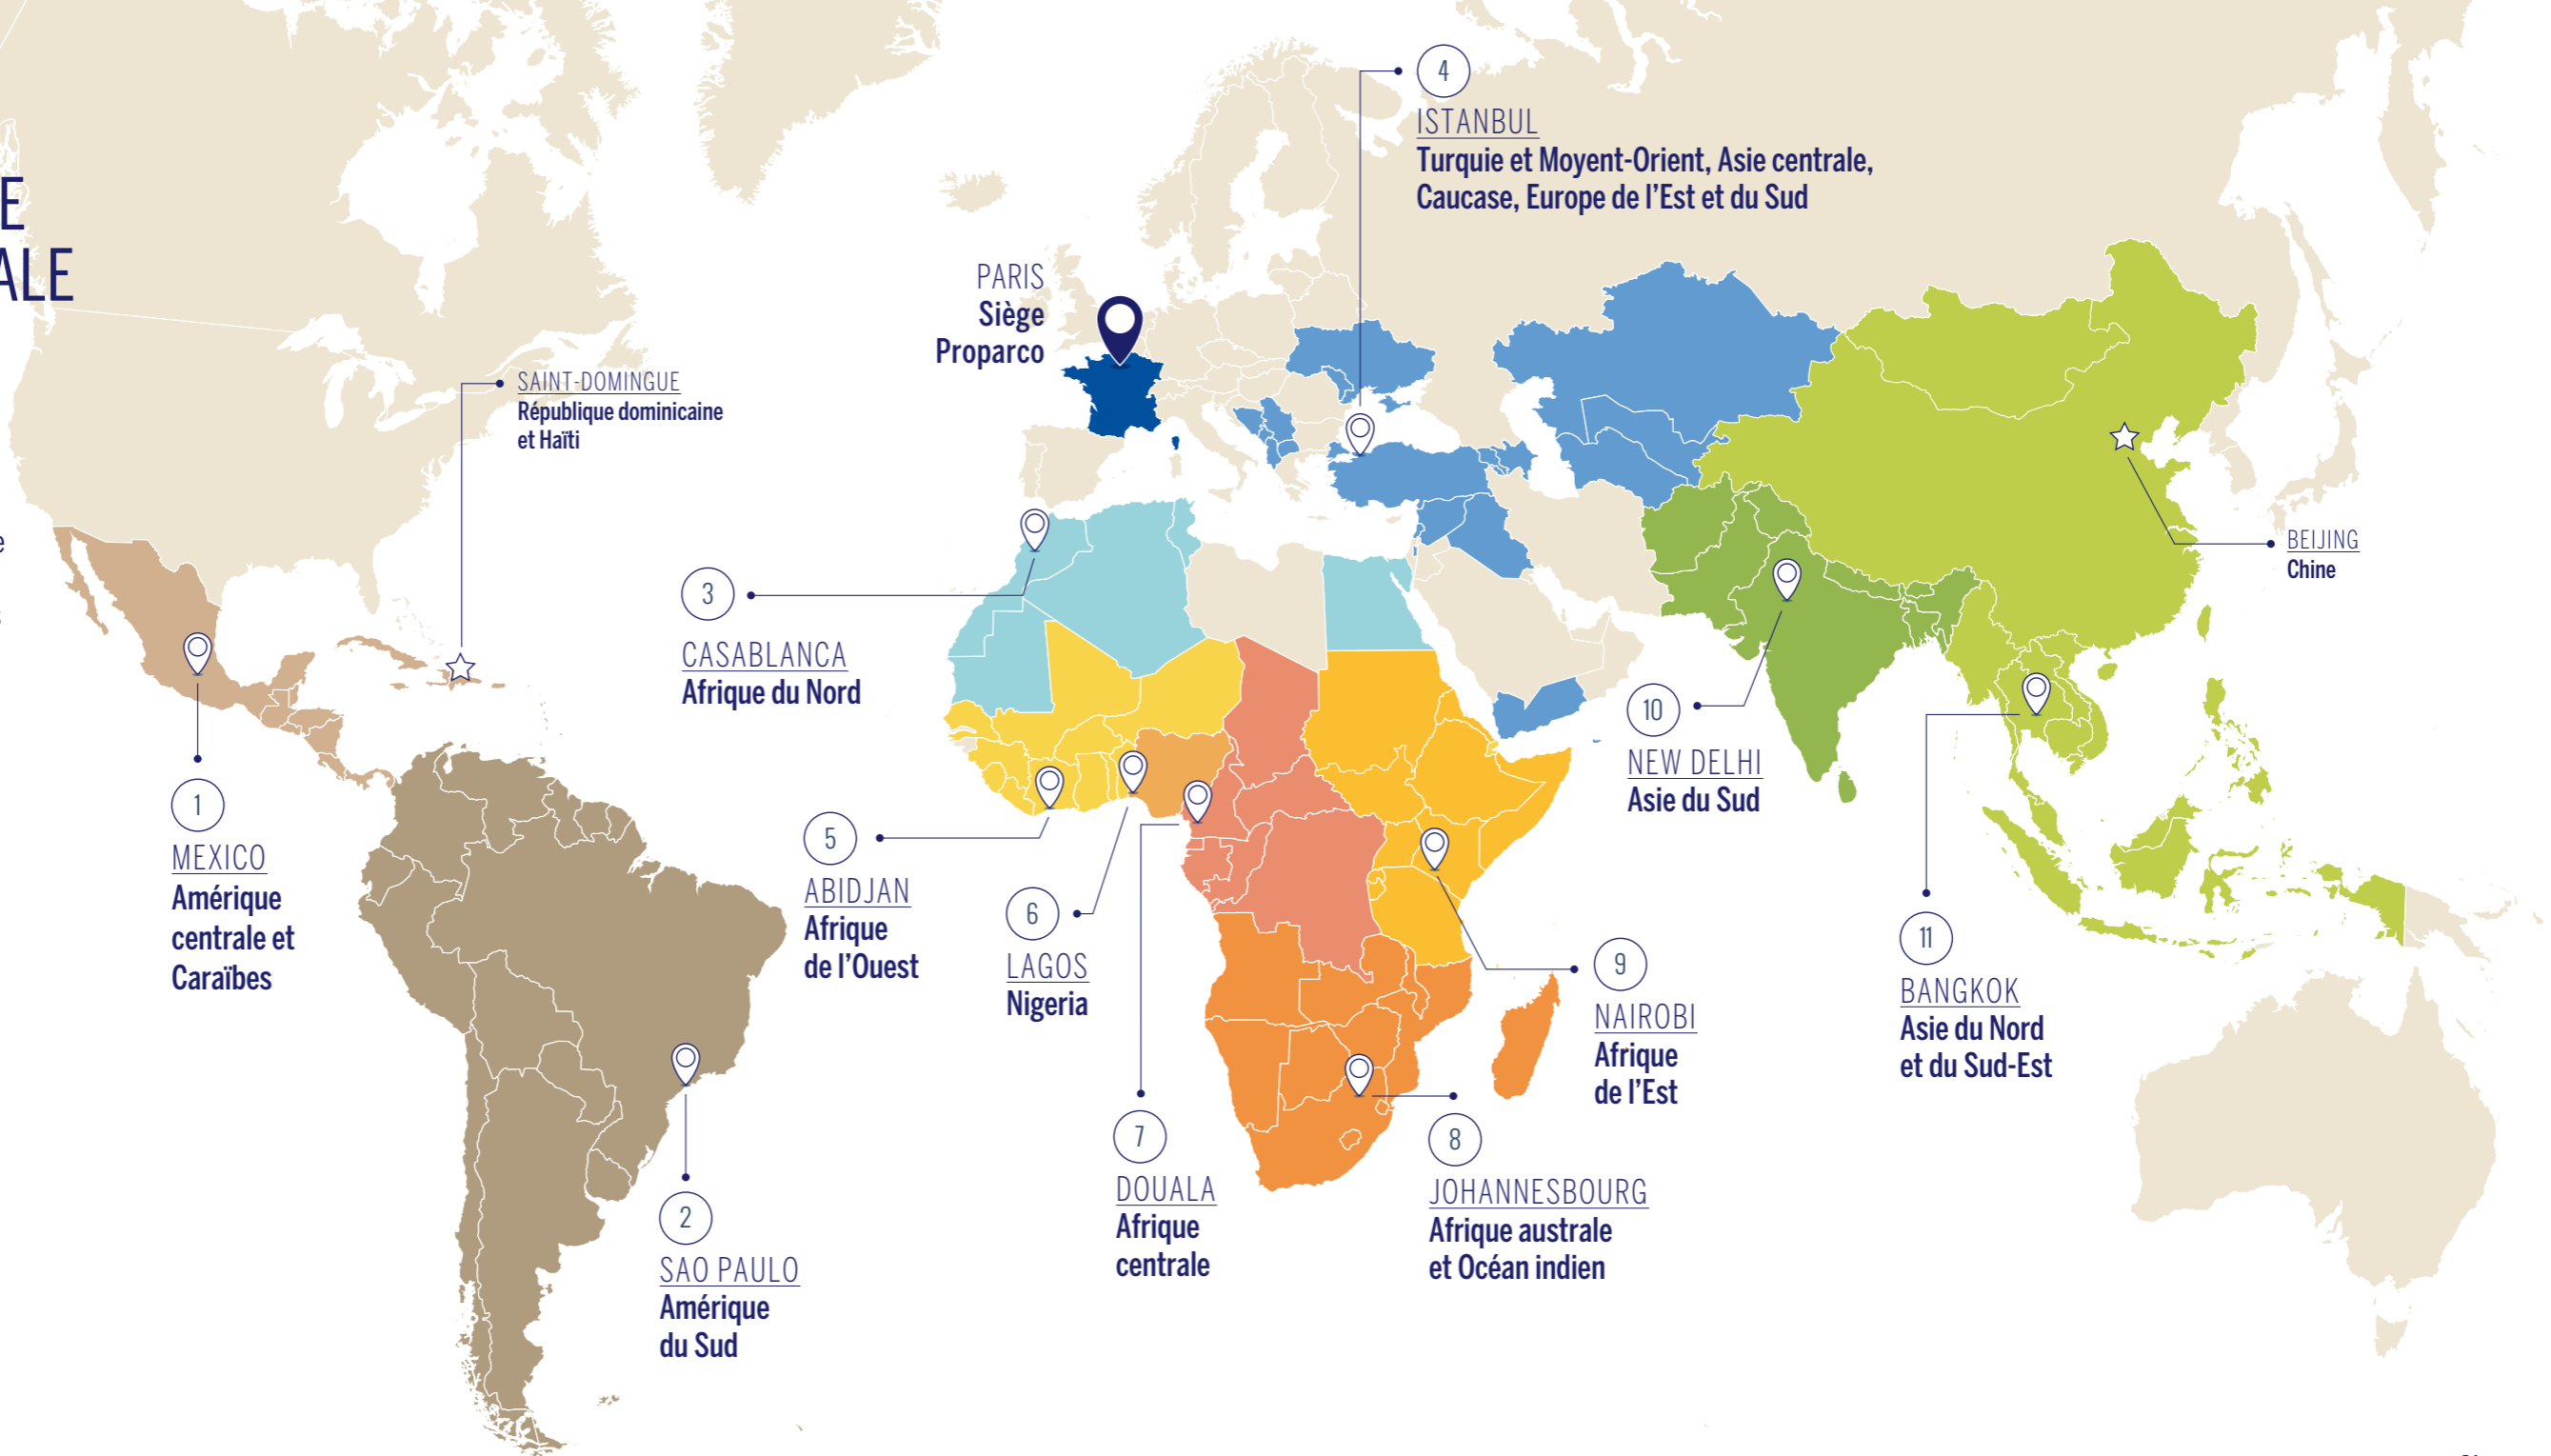 E
ALE
e
4
ISTANBUL
Turquie et Moyent-Orient, Asie centrale,
Caucase, Europe de l’Est et du Sud
PARIS
Siège
Proparco
SAINT-DOMINGUE
République dominicaine
et Haïti
BEIJING
Chine
3
CASABLANCA
Afrique du Nord
10
NEW DELHI
Asie du Sud
1
MEXICO
Amérique
centrale et
Caraïbes
5
ABIDJAN
Afrique
de l’Ouest
6
LAGOS
Nigeria
9
NAIROBI
Afrique
de l’Est
11
BANGKOK
Asie du Nord
et du Sud-Est
7
DOUALA
Afrique
centrale
8
JOHANNESBOURG
Afrique australe
et Océan indien
2
SAO PAULO
Amérique
du Sud